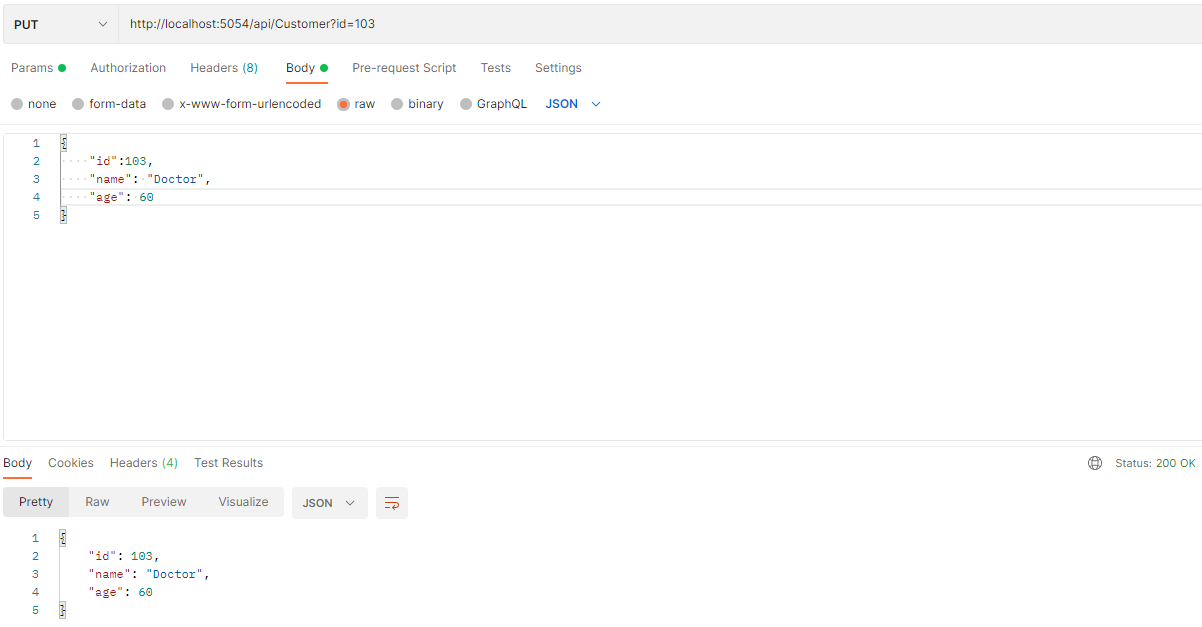 PUT http://localhost:5054/api/Customer?id=103
Params Authorization Headers (8) Body Pre-request Script Tests Settings
none form-data x-www-form-urlencoded raw binary GraphQL JSON
1 {
2 "id":103,
3 "name": "Doctor",
4 "age": 60
5 }
Body Cookies Headers (4) Test Results Status: 200 OK
Pretty Raw Preview Visualize JSON
1 {
2 "id": 103,
3 "name": "Doctor",
4 "age": 60
5 }